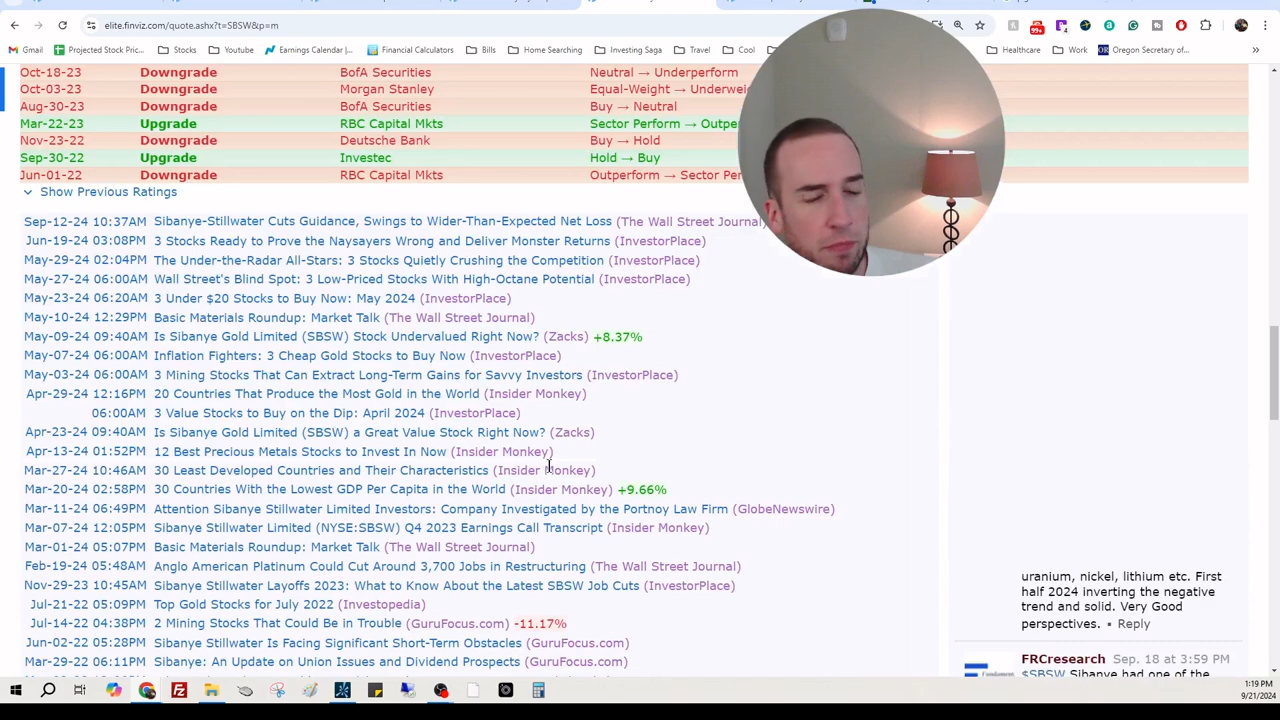 elite.finviz.com/quote.ashx?t=SBSW&p=m
Gmail Projected Stock Pric... Stocks Youtube Earnings Calendar |... Financial Calculators Bills Home Searching Investing Saga Travel Cool Healthcare Work Oregon Secretary of... »
Oct-18-23 Downgrade BofA Securities Neutral → Underperform
Oct-03-23 Downgrade Morgan Stanley Equal-Weight →
Aug-30-23 Downgrade BofA Securities Buy → Neutral
Mar-22-23 Upgrade RBC Capital Mkts Sector Perform →
Nov-23-22 Downgrade Deutsche Bank Buy → Hold
Sep-30-22 Upgrade Investec Hold → Buy
Jun-01-22 Downgrade RBC Capital Mkts Outperform → Sector
Show Previous Ratings
Sep-12-24 10:37AM Sibanye-Stillwater Cuts Guidance, Swings to Wider-Than-Expected Net Loss (The Wall Street Journal)
Jun-19-24 03:08PM 3 Stocks Ready to Prove the Naysayers Wrong and Deliver Monster Returns (InvestorPlace)
May-29-24 02:04PM The Under-the-Radar All-Stars: 3 Stocks Quietly Crushing the Competition (InvestorPlace)
May-27-24 06:00AM Wall Street's Blind Spot: 3 Low-Priced Stocks With High-Octane Potential (InvestorPlace)
May-23-24 06:20AM 3 Under $20 Stocks to Buy Now: May 2024 (InvestorPlace)
May-10-24 12:29PM Basic Materials Roundup: Market Talk (The Wall Street Journal)
May-09-24 09:40AM Is Sibanye Gold Limited (SBSW) Stock Undervalued Right Now? (Zacks) +8.37%
May-07-24 06:00AM Inflation Fighters: 3 Cheap Gold Stocks to Buy Now (InvestorPlace)
May-03-24 06:00AM 3 Mining Stocks That Can Extract Long-Term Gains for Savvy Investors (InvestorPlace)
Apr-29-24 12:16PM 20 Countries That Produce the Most Gold in the World (Insider Monkey)
06:00AM 3 Value Stocks to Buy on the Dip: April 2024 (InvestorPlace)
Apr-23-24 09:40AM Is Sibanye Gold Limited (SBSW) a Great Value Stock Right Now? (Zacks)
Apr-13-24 01:52PM 12 Best Precious Metals Stocks to Invest In Now (Insider Monkey)
Mar-27-24 10:46AM 30 Least Developed Countries and Their Characteristics (Insider Monkey)
Mar-20-24 02:58PM 30 Countries With the Lowest GDP Per Capita in the World (Insider Monkey) +9.66%
Mar-11-24 06:49PM Attention Sibanye Stillwater Limited Investors: Company Investigated by the Portnoy Law Firm (GlobeNewswire)
Mar-07-24 12:05PM Sibanye Stillwater Limited (NYSE:SBSW) Q4 2023 Earnings Call Transcript (Insider Monkey)
Mar-01-24 05:07PM Basic Materials Roundup: Market Talk (The Wall Street Journal)
Feb-19-24 05:48AM Anglo American Platinum Could Cut Around 3,700 Jobs in Restructuring (The Wall Street Journal)
Nov-29-23 10:45AM Sibanye Stillwater Layoffs 2023: What to Know About the Latest SBSW Job Cuts (InvestorPlace)
Jul-21-22 05:09PM Top Gold Stocks for July 2022 (Investopedia)
Jul-14-22 04:38PM 2 Mining Stocks That Could Be in Trouble (GuruFocus.com) -11.17%
Jun-02-22 05:28PM Sibanye Stillwater Is Facing Significant Short-Term Obstacles (GuruFocus.com)
Mar-29-22 06:11PM Sibanye: An Update on Union Issues and Dividend Prospects (GuruFocus.com)
uranium, nickel, lithium etc. First
half 2024 inverting the negative
trend and solid. Very Good
perspectives. • Reply
FRCresearch Sep. 18 at 3:59 PM
$SBSW Sibanye had one of the
1:19 PM
9/21/2024